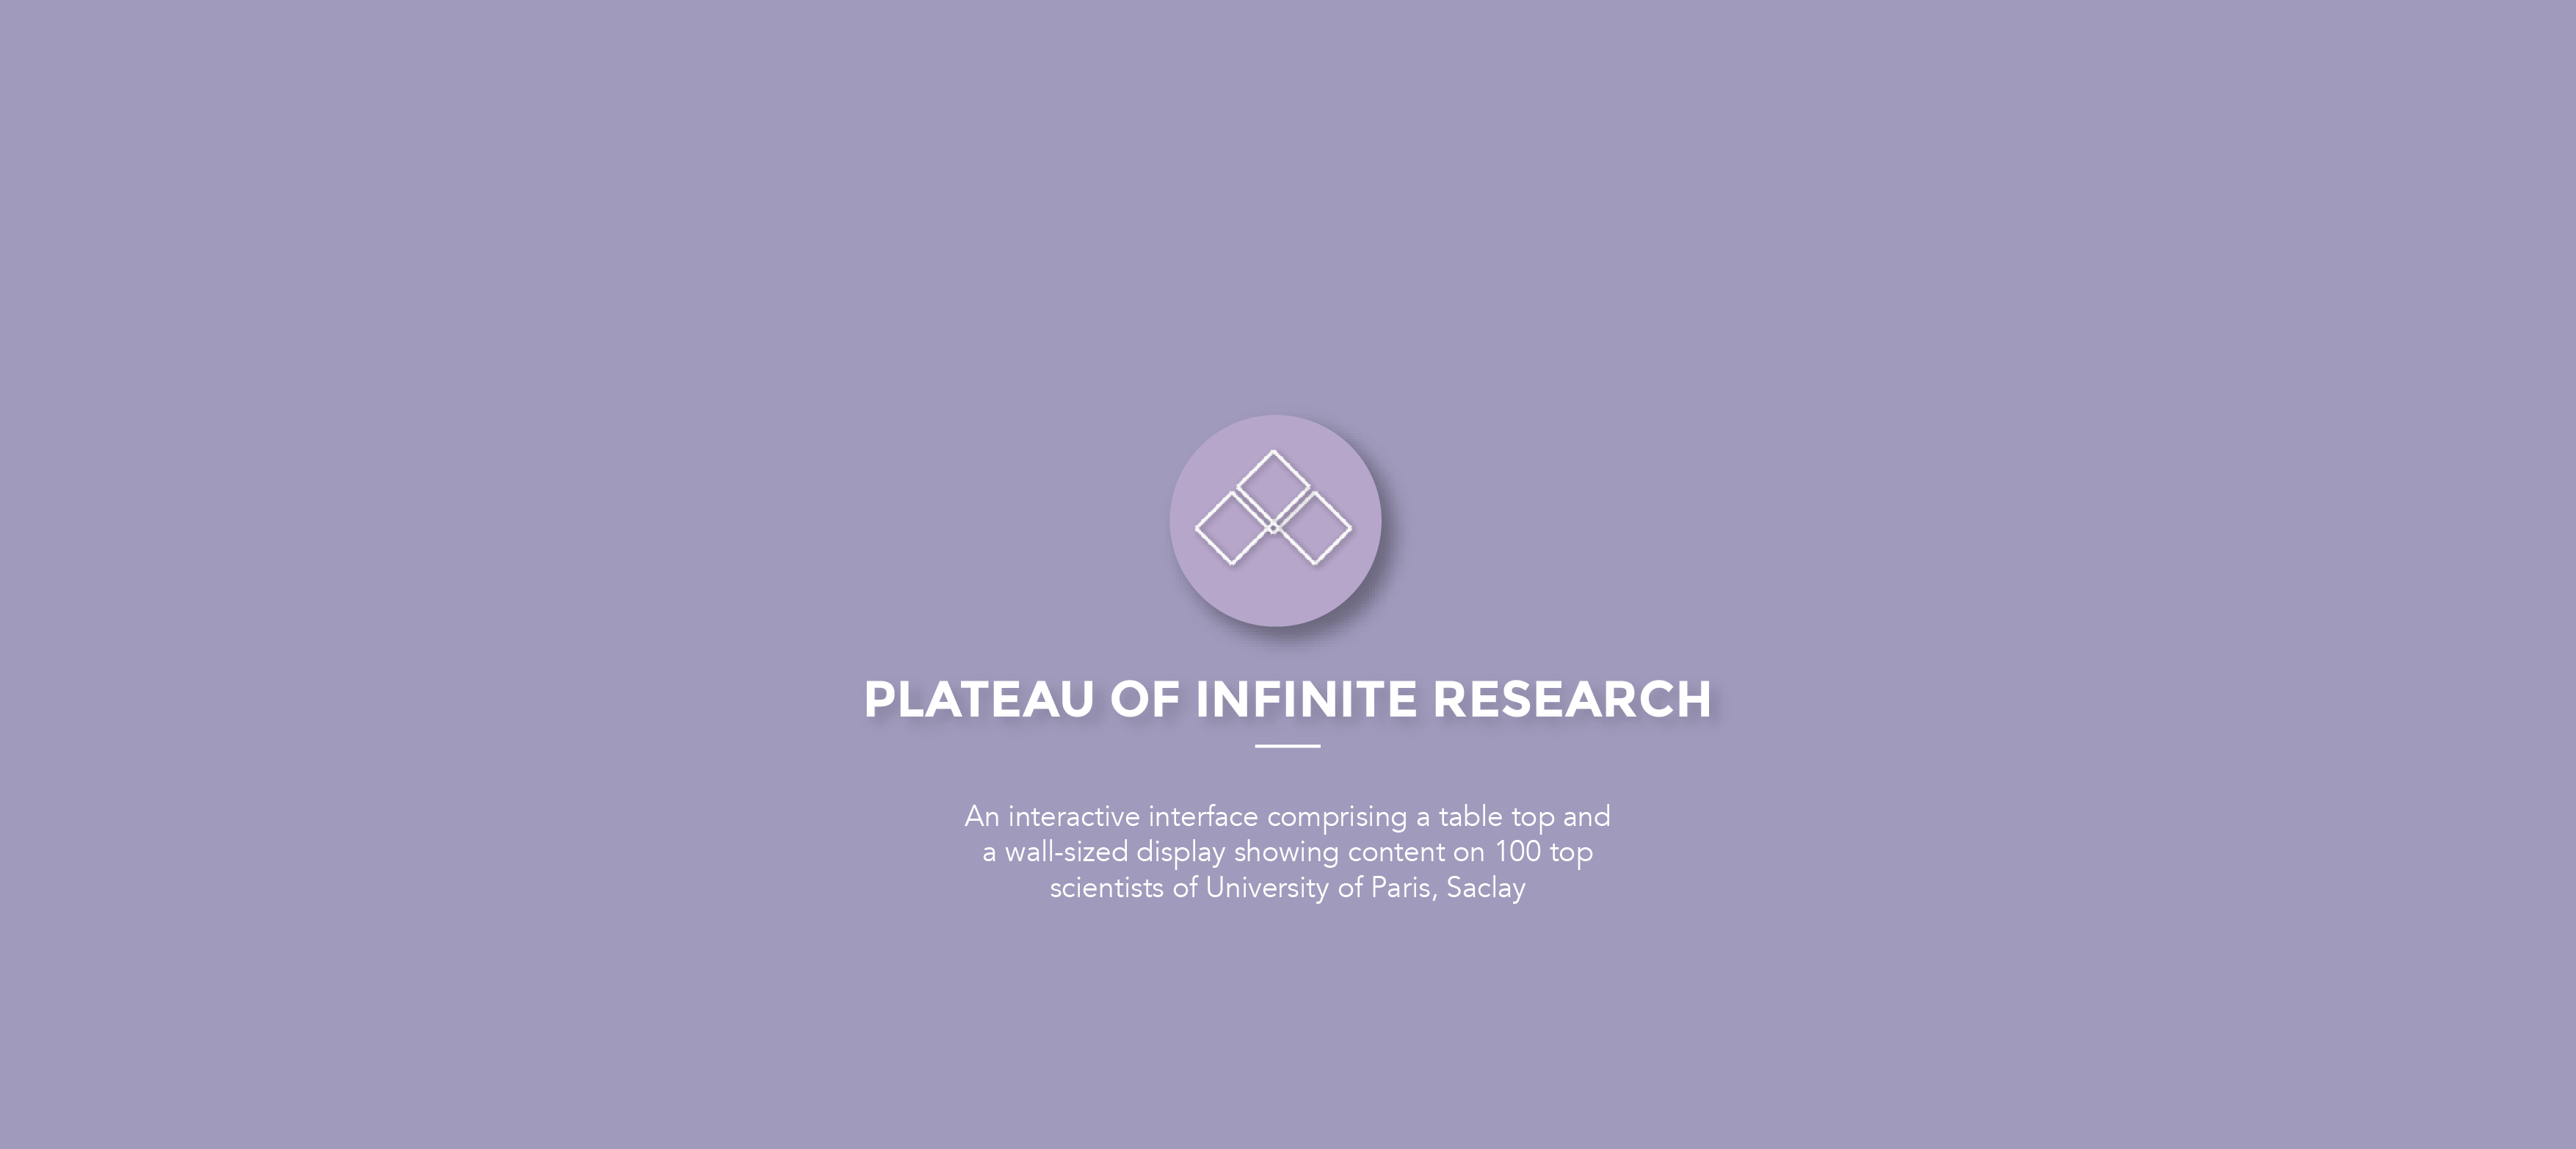 PLATEAU OF INFINITE RESEARCH
An interactive interface comprising a table top and
a wall-sized display showing content on 100 top
scientists of University of Paris, Saclay